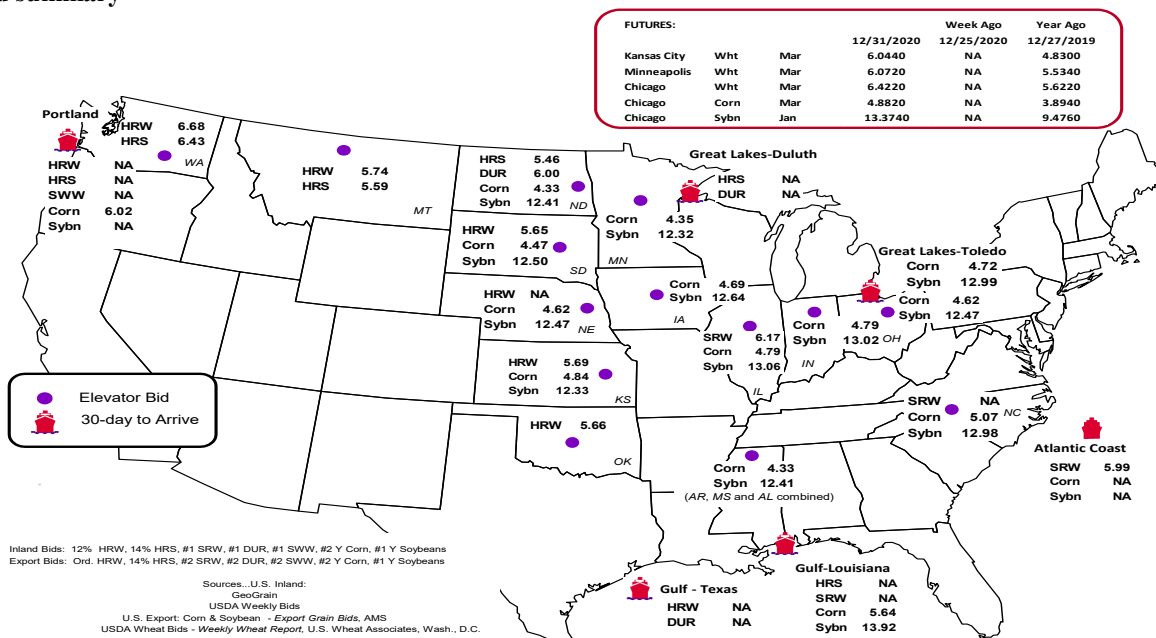 d summary
FUTURES: Week Ago Year Ago
12/31/2020 12/25/2020 12/27/2019
Kansas City Wht Mar 6.0440 NA 4.8300
Minneapolis Wht Mar 6.0720 NA 5.5340
Chicago Wht Mar 6.4220 NA 5.6220
Chicago Corn Mar 4.8820 NA 3.8940
Chicago Sybn Jan 13.3740 NA 9.4760
Portland
HRW 6.68
HRS 6.43
WA
HRW NA
HRS NA
SWW NA
Corn 6.02
Sybn NA
HRW 5.74
HRS 5.59
MT
HRS 5.46
DUR 6.00
Corn 4.33
Sybn 12.41
ND
Great Lakes-Duluth
HRS NA
DUR NA
Corn 4.35
Sybn 12.32
MN
HRW 5.65
Corn 4.47
Sybn 12.50
SD
Great Lakes-Toledo
Corn 4.72
Sybn 12.99
Corn 4.62
Sybn 12.47
OH
HRW NA
Corn 4.62
Sybn 12.47
NE
Corn 4.69
Sybn 12.64
IA
SRW 6.17
Corn 4.79
Sybn 13.06
IL
Corn 4.79
Sybn 13.02
IN
HRW 5.69
Corn 4.84
Sybn 12.33
KS
Elevator Bid
30-day to Arrive
HRW 5.66
OK
SRW NA
Corn 5.07
Sybn 12.98
NC
Atlantic Coast
SRW 5.99
Corn NA
Sybn NA
Corn 4.33
Sybn 12.41
(AR, MS and AL combined)
Gulf-Louisiana
HRS NA
SRW NA
Corn 5.64
Sybn 13.92
Gulf - Texas
HRW NA
DUR NA
Inland Bids: 12% HRW, 14% HRS, #1 SRW, #1 DUR, #1 SWW, #2 Y Corn, #1 Y Soybeans
Export Bids: Ord. HRW, 14% HRS, #2 SRW, #2 DUR, #2 SWW, #2 Y Corn, #1 Y Soybeans
Sources...U.S. Inland:
GeoGrain
USDA Weekly Bids
U.S. Export: Corn & Soybean - Export Grain Bids, AMS
USDA Wheat Bids - Weekly Wheat Report, U.S. Wheat Associates, Wash., D.C.